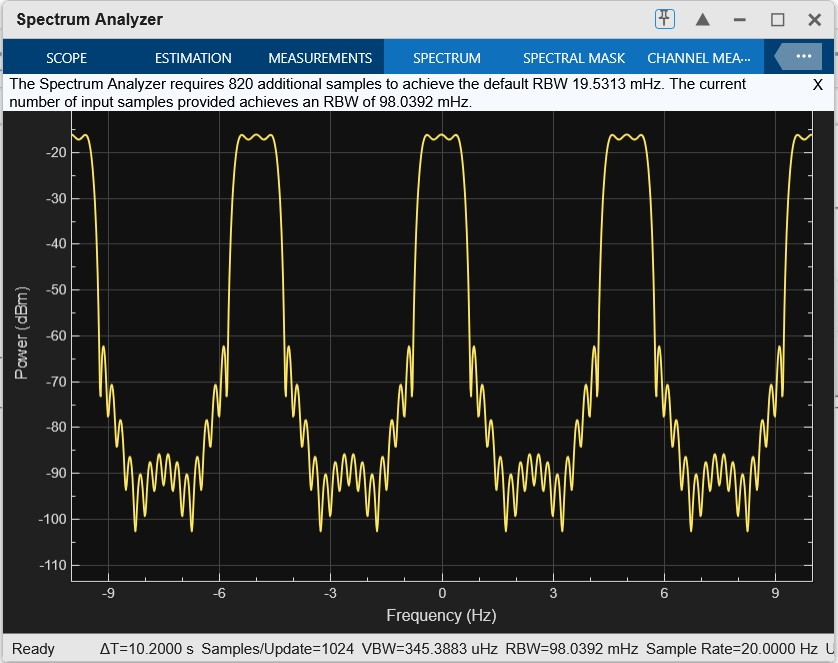 Spectrum Analyzer
SCOPE ESTIMATION MEASUREMENTS SPECTRUM SPECTRAL MASK CHANNEL MEA... ...
The Spectrum Analyzer requires 820 additional samples to achieve the default RBW 19.5313 mHz. The current X
number of input samples provided achieves an RBW of 98.0392 mHz.
Power (dBm)
-20
-30
-40
-50
-60
-70
-80
-90
-100
-110
-9 -6 -3 0 3 6 9
Frequency (Hz)
Ready ΔT=10.2000 s Samples/Update=1024 VBW=345.3883 uHz RBW=98.0392 mHz Sample Rate=20.0000 Hz